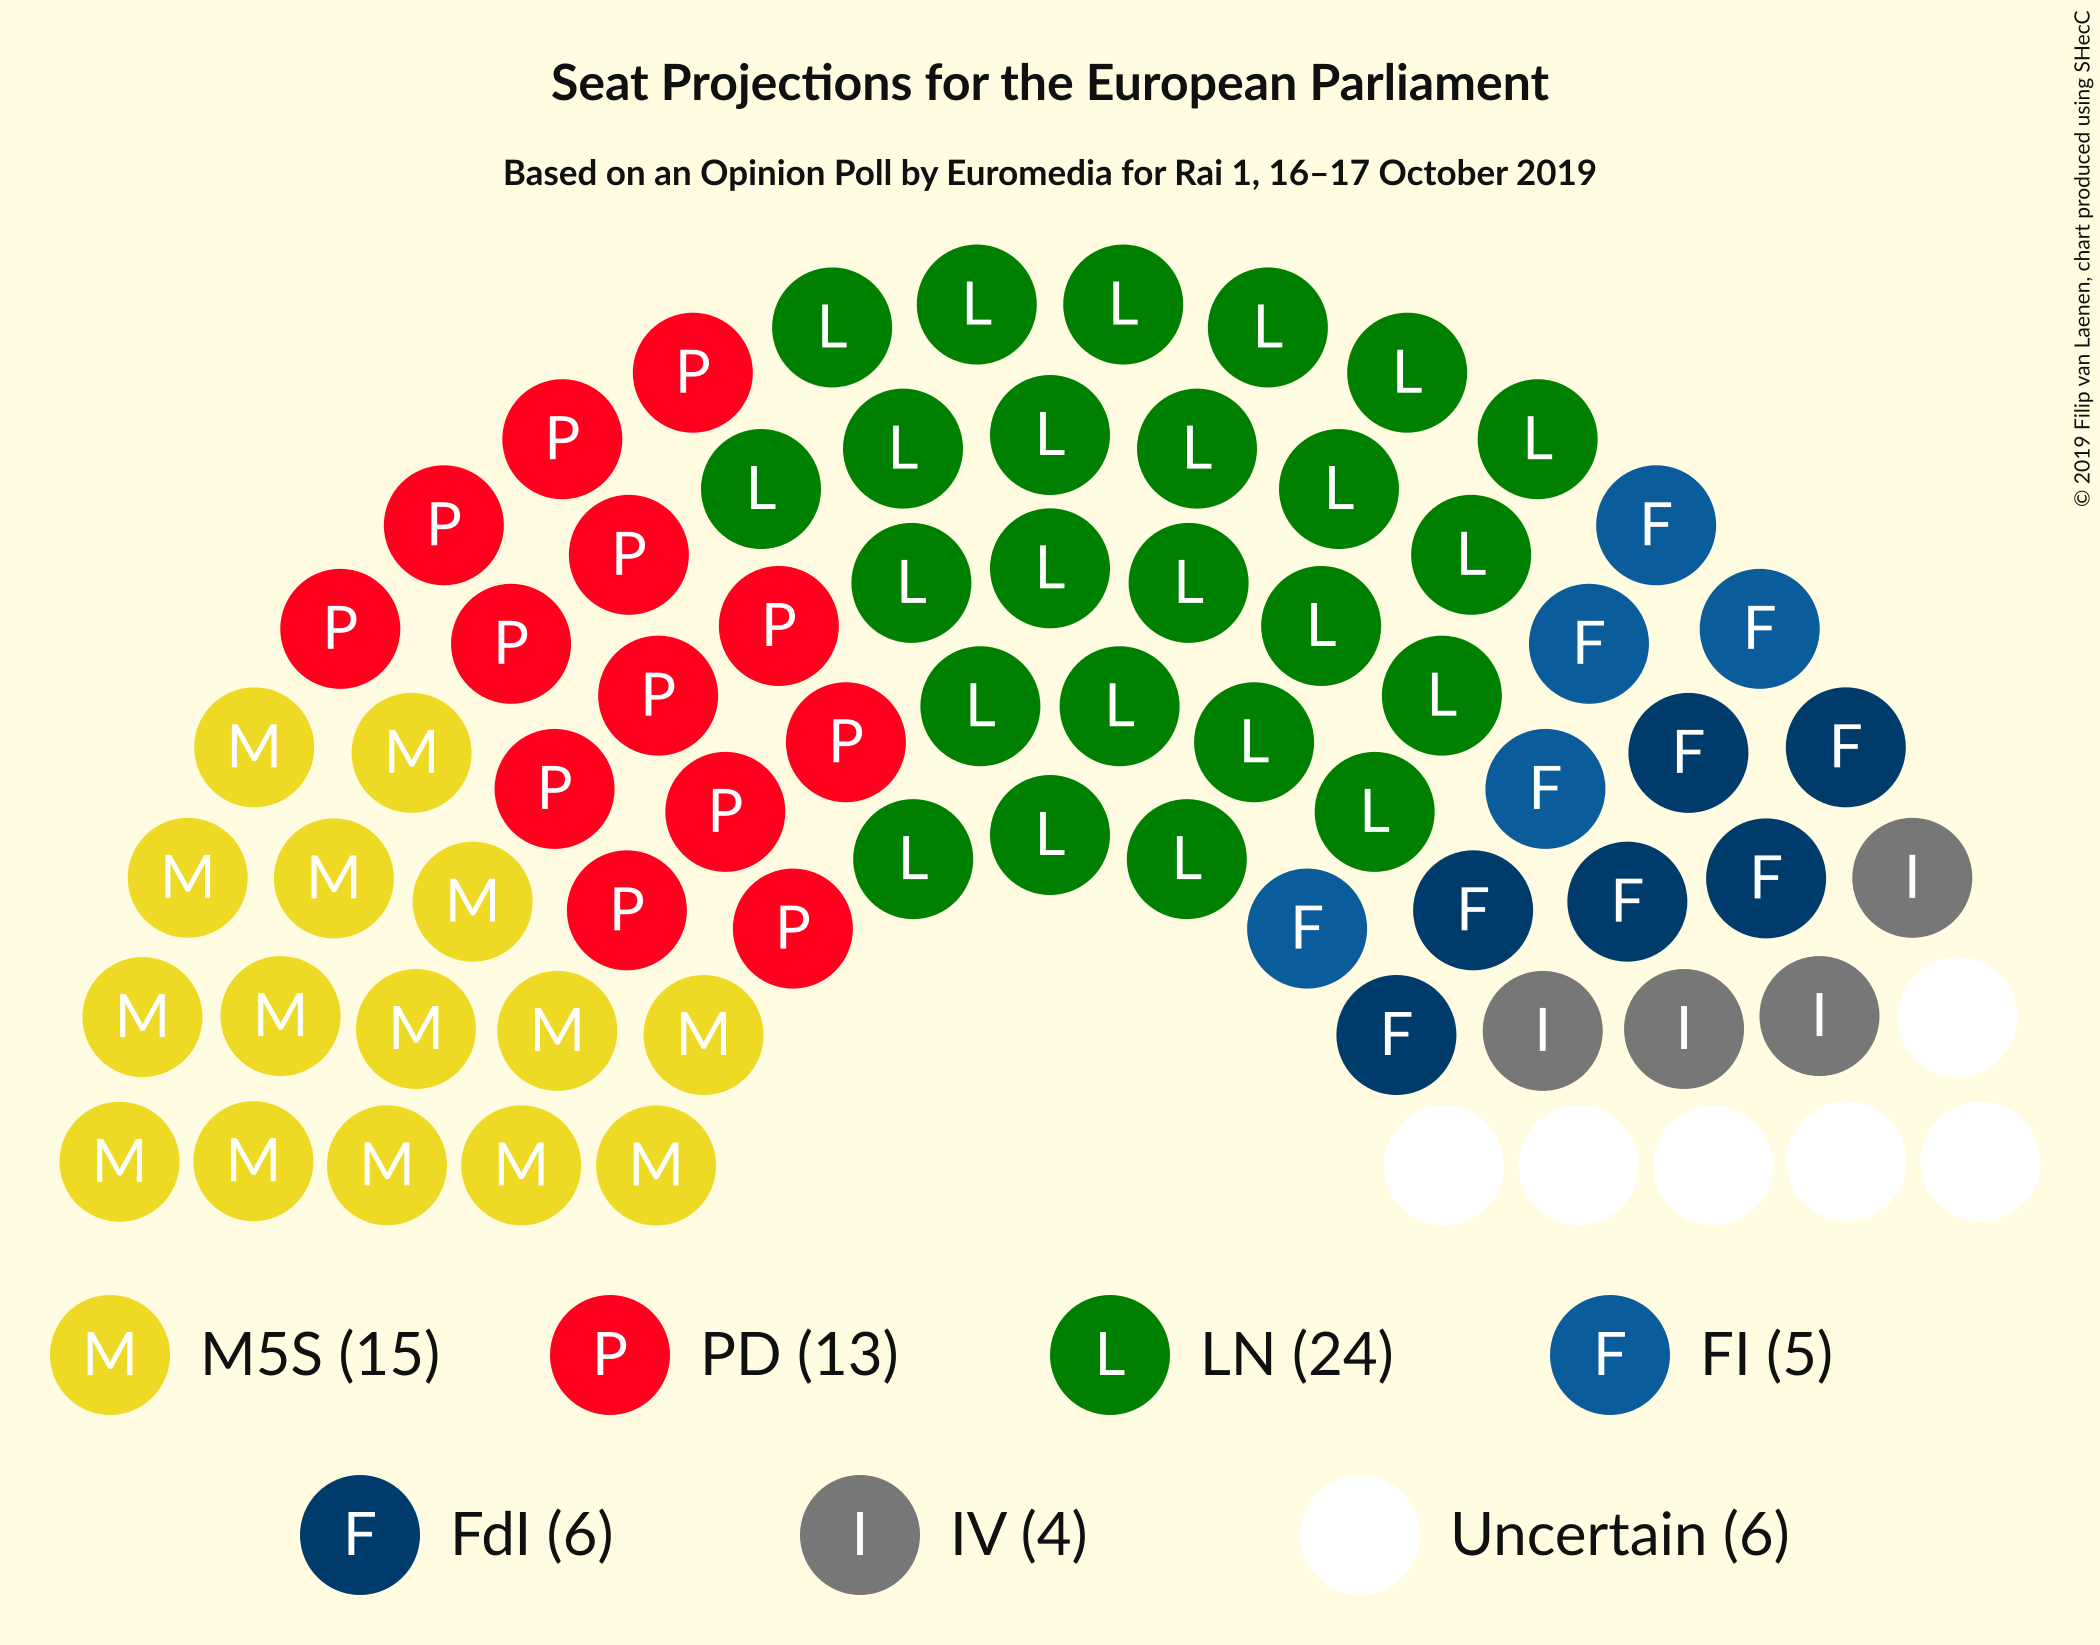 Seat Projections for the European Parliament
Based on an Opinion Poll by Euromedia for Rai 1, 16–17 October 2019
© 2019 Filip van Laenen, chart produced using SHecC
L L L L
P L L P
L L L L L L
P P L L F
P L L L L F
P P P L L F F
M M P P L L L L F F F
M M M P P P L L L L F F F F I
M M M M M F I I I
M M M M M
M M5S (15) P PD (13) L LN (24) F FI (5)
F FdI (6) I IV (4) Uncertain (6)